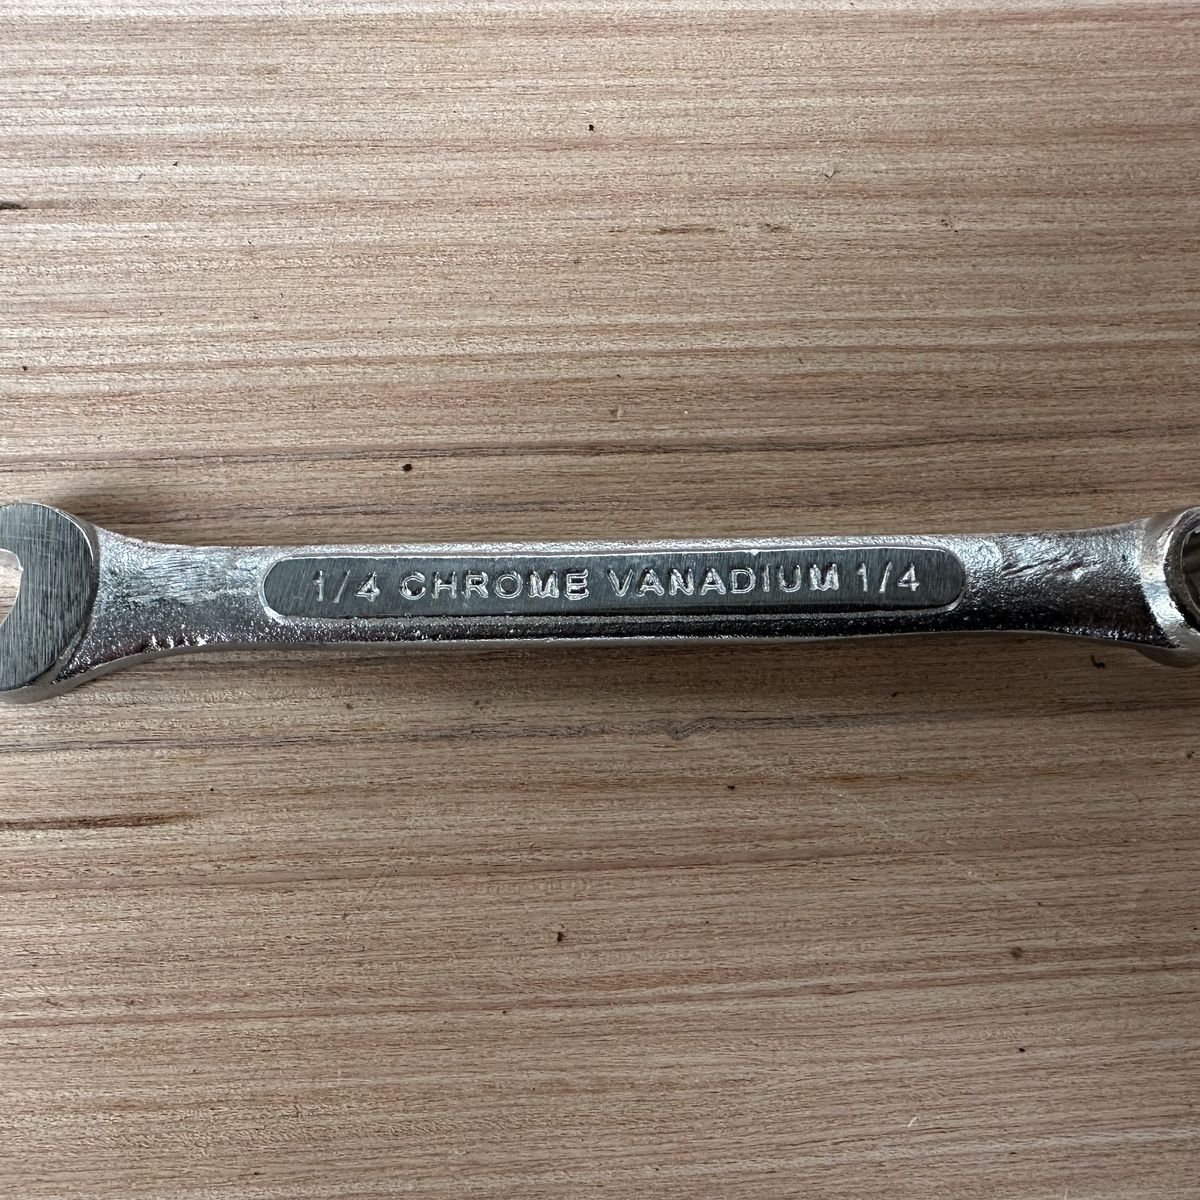 1/4 CHROME VANADIUM 1/4